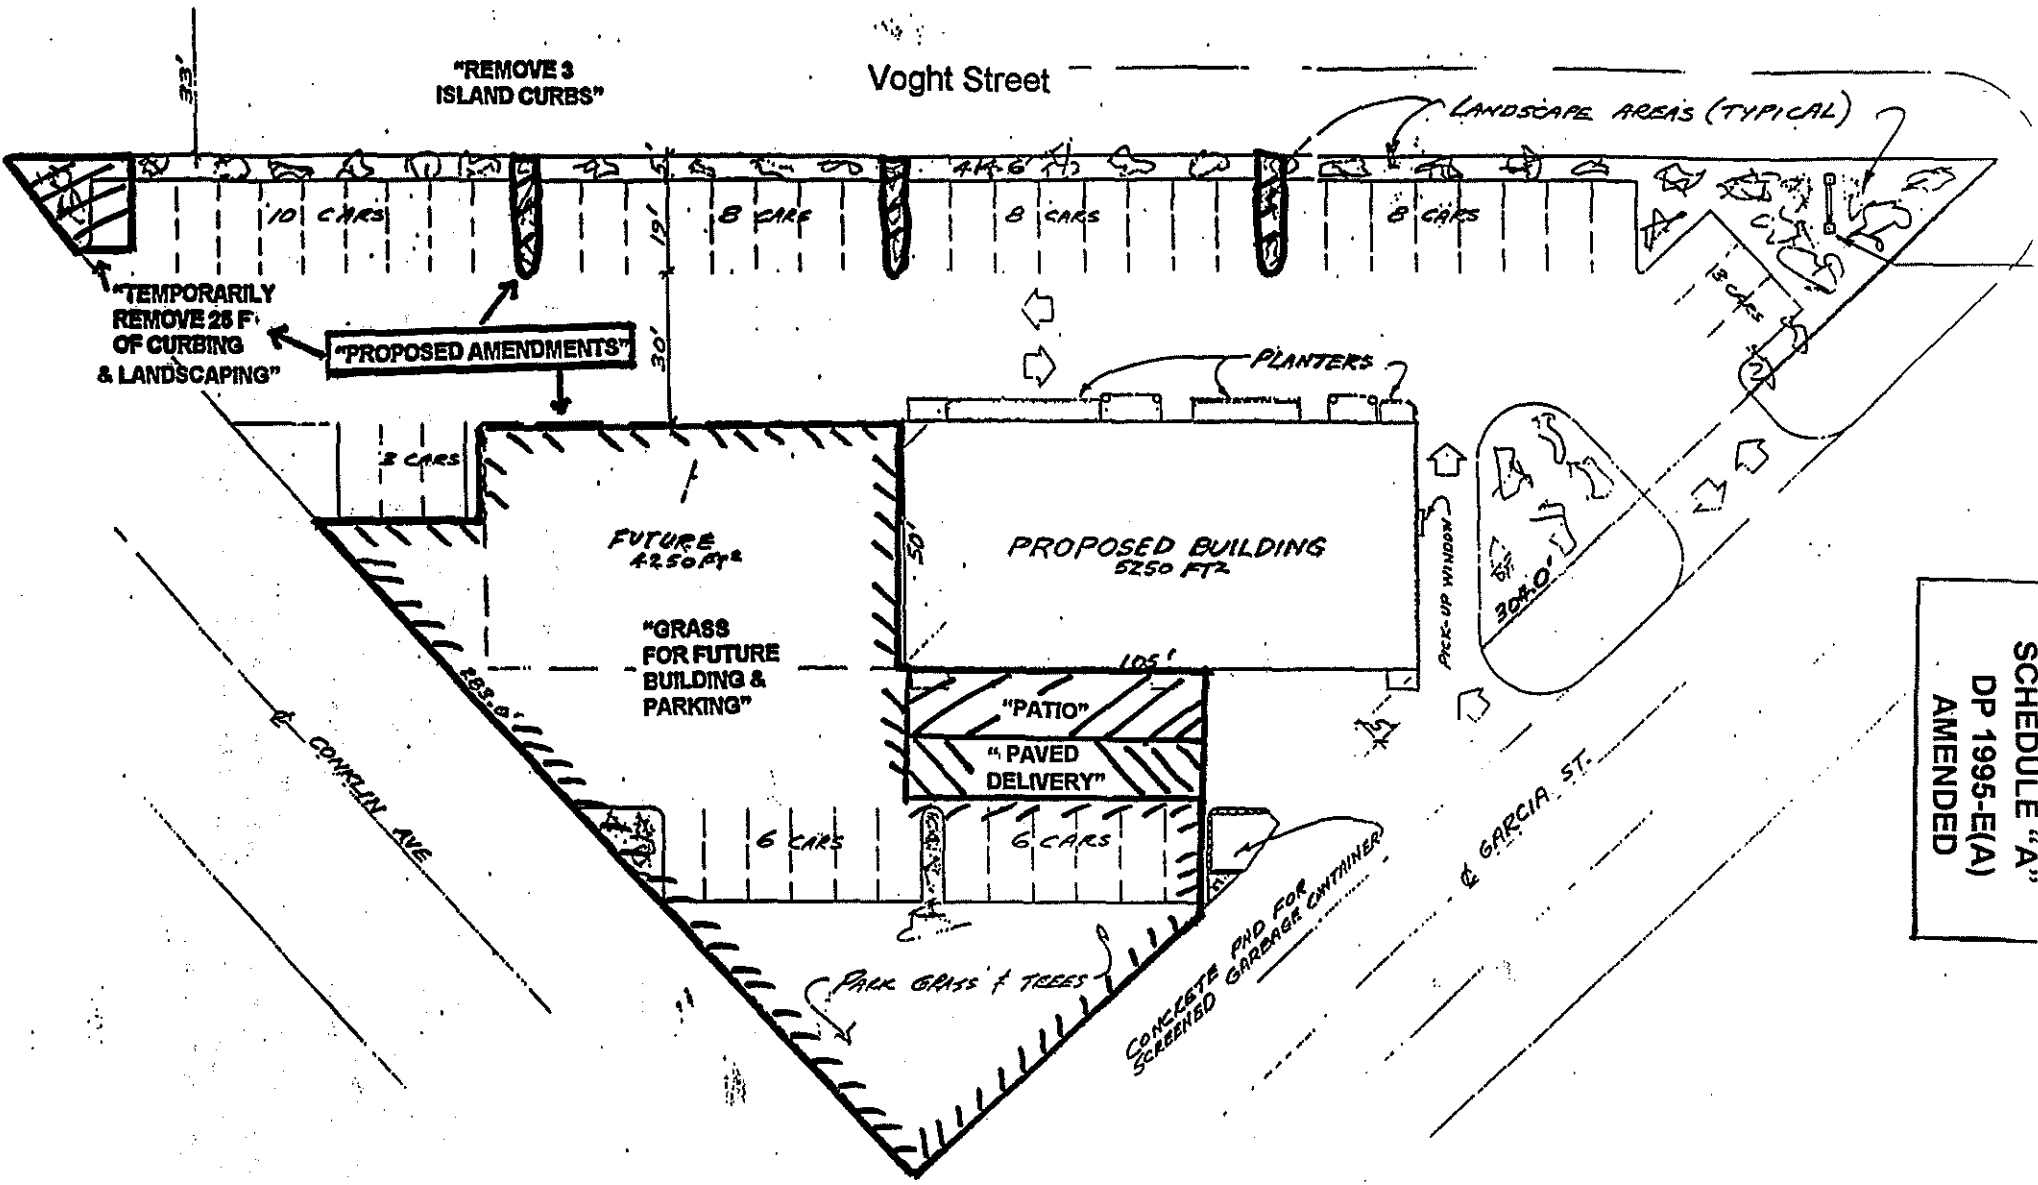 33'
"REMOVE 3
ISLAND CURBS"
Voght Street
LANDSCAPE AREAS (TYPICAL)
10 CARS
8 CARS
8 CARS
8 CARS
3 CARS
19'
30'
"TEMPORARILY
REMOVE 25 F
OF CURBING
& LANDSCAPING"
"PROPOSED AMENDMENTS"
PLANTERS
3 CARS
FUTURE
4250 FT²
50'
PROPOSED BUILDING
5250 FT²
PICK-UP WINDOW
304.0'
"GRASS
FOR FUTURE
BUILDING &
PARKING"
105'
"PATIO"
"PAVED
DELIVERY"
℄ CONKLIN AVE
6 CARS
6 CARS
℄ GARCIA ST.
PARK GRASS & TREES
CONCRETE PAD FOR
SCREENED GARBAGE CONTAINER
SCHEDULE "A"
DP 1995-E(A)
AMENDED